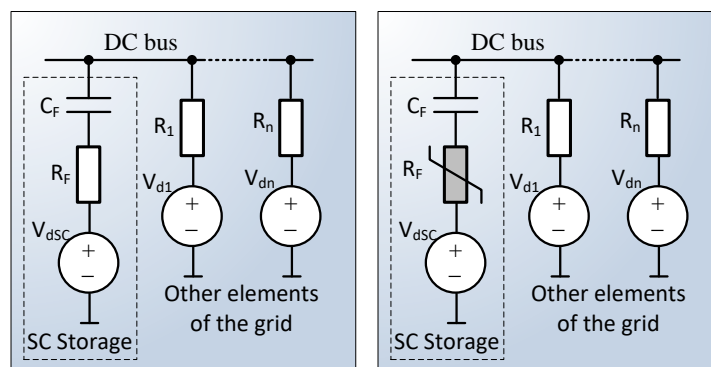 DC bus
C_F
R_1
R_n
R_F
V_d1
V_dn
V_dSC
+
−
+
−
+
−
Other elements
of the grid
SC Storage
DC bus
C_F
R_1
R_n
R_F
V_d1
V_dn
V_dSC
+
−
+
−
+
−
Other elements
of the grid
SC Storage